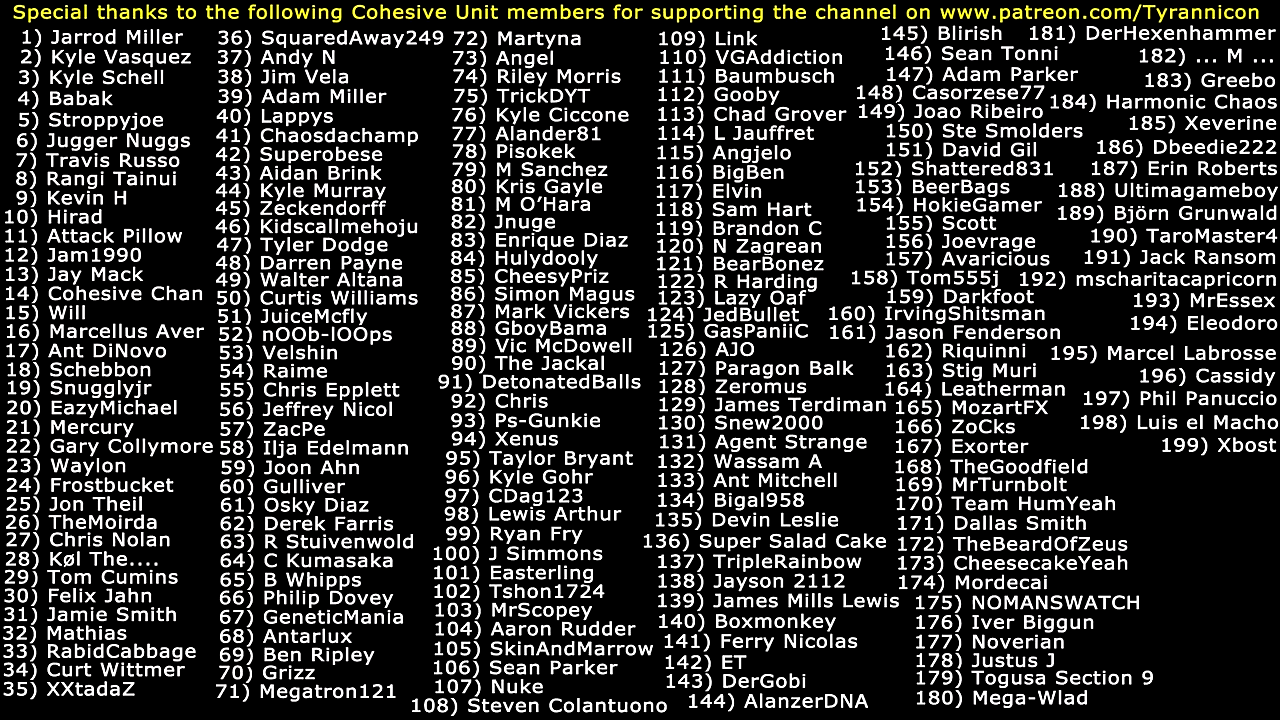 Special thanks to the following Cohesive Unit members for supporting the channel on www.patreon.com/Tyrannicon
1) Jarrod Miller
2) Kyle Vasquez
3) Kyle Schell
4) Babak
5) Stroppyjoe
6) Jugger Nuggs
7) Travis Russo
8) Rangi Tainui
9) Kevin H
10) Hirad
11) Attack Pillow
12) Jam1990
13) Jay Mack
14) Cohesive Chan
15) Will
16) Marcellus Aver
17) Ant DiNovo
18) Schebbon
19) Snugglyjr
20) EazyMichael
21) Mercury
22) Gary Collymore
23) Waylon
24) Frostbucket
25) Jon Theil
26) TheMoirda
27) Chris Nolan
28) Køl The....
29) Tom Cumins
30) Felix Jahn
31) Jamie Smith
32) Mathias
33) RabidCabbage
34) Curt Wittmer
35) XXtadaZ
36) SquaredAway249
37) Andy N
38) Jim Vela
39) Adam Miller
40) Lappys
41) Chaosdachamp
42) Superobese
43) Aidan Brink
44) Kyle Murray
45) Zeckendorff
46) Kidscallmehoju
47) Tyler Dodge
48) Darren Payne
49) Walter Altana
50) Curtis Williams
51) JuiceMcfly
52) nOOb-lOOps
53) Velshin
54) Raime
55) Chris Epplett
56) Jeffrey Nicol
57) ZacPe
58) Ilja Edelmann
59) Joon Ahn
60) Gulliver
61) Osky Diaz
62) Derek Farris
63) R Stuivenwold
64) C Kumasaka
65) B Whipps
66) Philip Dovey
67) GeneticMania
68) Antarlux
69) Ben Ripley
70) Grizz
71) Megatron121
72) Martyna
73) Angel
74) Riley Morris
75) TrickDYT
76) Kyle Ciccone
77) Alander81
78) Pisokek
79) M Sanchez
80) Kris Gayle
81) M O'Hara
82) Jnuge
83) Enrique Diaz
84) Hulydooly
85) CheesyPriz
86) Simon Magus
87) Mark Vickers
88) GboyBama
89) Vic McDowell
90) The Jackal
91) DetonatedBalls
92) Chris
93) Ps-Gunkie
94) Xenus
95) Taylor Bryant
96) Kyle Gohr
97) CDag123
98) Lewis Arthur
99) Ryan Fry
100) J Simmons
101) Easterling
102) Tshon1724
103) MrScopey
104) Aaron Rudder
105) SkinAndMarrow
106) Sean Parker
107) Nuke
108) Steven Colantuono
109) Link
110) VGAddiction
111) Baumbusch
112) Gooby
113) Chad Grover
114) L Jauffret
115) Angjelo
116) BigBen
117) Elvin
118) Sam Hart
119) Brandon C
120) N Zagrean
121) BearBonez
122) R Harding
123) Lazy Oaf
124) JedBullet
125) GasPaniiC
126) AJO
127) Paragon Balk
128) Zeromus
129) James Terdiman
130) Snew2000
131) Agent Strange
132) Wassam A
133) Ant Mitchell
134) Bigal958
135) Devin Leslie
136) Super Salad Cake
137) TripleRainbow
138) Jayson 2112
139) James Mills Lewis
140) Boxmonkey
141) Ferry Nicolas
142) ET
143) DerGobi
144) AlanzerDNA
145) Blirish
146) Sean Tonni
147) Adam Parker
148) Casorzese77
149) Joao Ribeiro
150) Ste Smolders
151) David Gil
152) Shattered831
153) BeerBags
154) HokieGamer
155) Scott
156) Joevrage
157) Avaricious
158) Tom555j
159) Darkfoot
160) IrvingShitsman
161) Jason Fenderson
162) Riquinni
163) Stig Muri
164) Leatherman
165) MozartFX
166) ZoCks
167) Exorter
168) TheGoodfield
169) MrTurnbolt
170) Team HumYeah
171) Dallas Smith
172) TheBeardOfZeus
173) CheesecakeYeah
174) Mordecai
175) NOMANSWATCH
176) Iver Biggun
177) Noverian
178) Justus J
179) Togusa Section 9
180) Mega-Wlad
181) DerHexenhammer
182) ... M ...
183) Greebo
184) Harmonic Chaos
185) Xeverine
186) Dbeedie222
187) Erin Roberts
188) Ultimagameboy
189) Björn Grunwald
190) TaroMaster4
191) Jack Ransom
192) mscharitacapricorn
193) MrEssex
194) Eleodoro
195) Marcel Labrosse
196) Cassidy
197) Phil Panuccio
198) Luis el Macho
199) Xbost